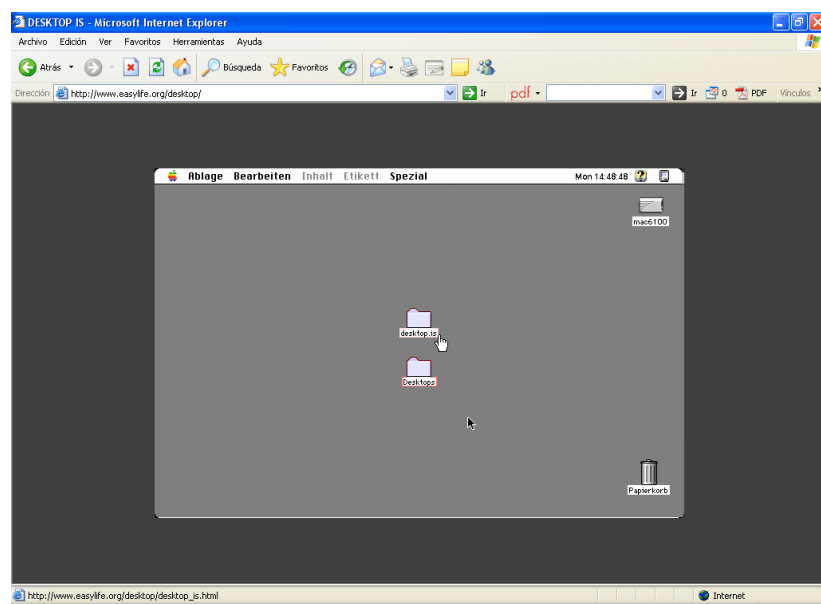 DESKTOP IS - Microsoft Internet Explorer
Archivo Edición Ver Favoritos Herramientas Ayuda
Atrás Búsqueda Favoritos
Dirección http://www.easylife.org/desktop/ Ir pdf Ir 0 PDF Vínculos
Ablage Bearbeiten Inhalt Etikett Spezial Mon 14:48:48
mac6100
desktop.is
Desktops
Papierkorb
http://www.easylife.org/desktop/desktop_is.html Internet